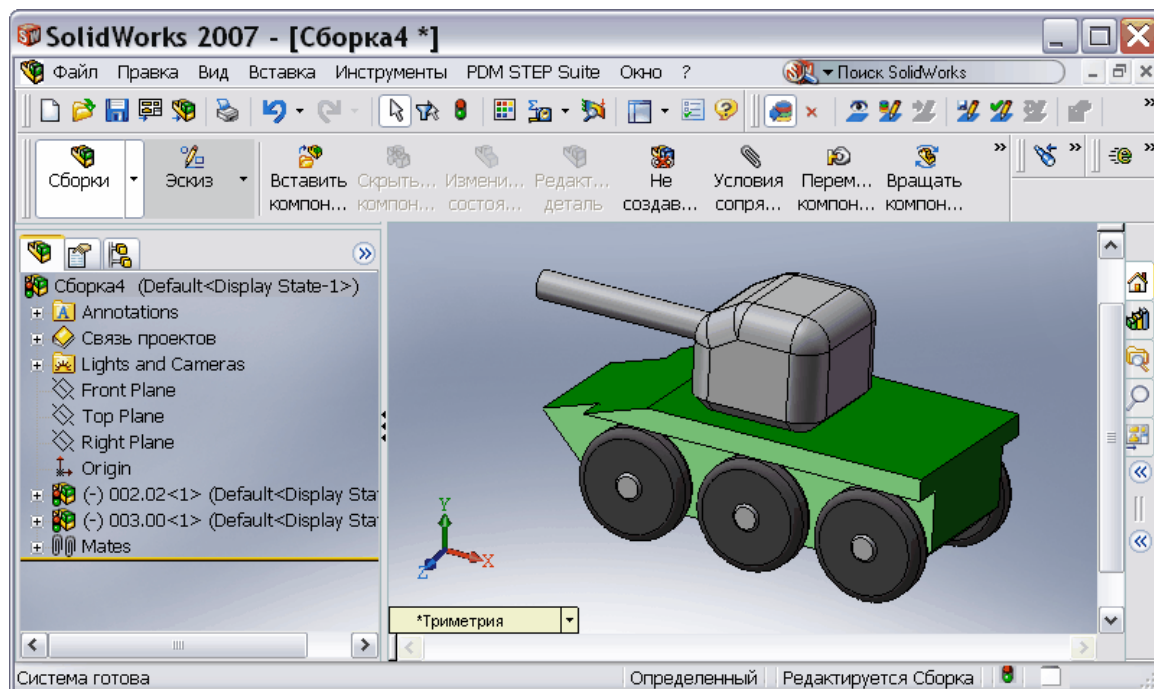 SolidWorks 2007 - [Сборка4 *]
Файл Правка Вид Вставка Инструменты PDM STEP Suite Окно ? Поиск SolidWorks
Сборки Эскиз Вставить компон... Скрыть... компон... Измени... состоя... Редакт... деталь Не создав... Условия сопря... Перем... компон... Вращать компон...
Сборка4 (Default<Display State-1>)
A Annotations
Связь проектов
Lights and Cameras
Front Plane
Top Plane
Right Plane
Origin
(-) 002.02<1> (Default<Display Sta
(-) 003.00<1> (Default<Display Sta
Mates
Y
X
Z
*Триметрия
Система готова Определенный Редактируется Сборка